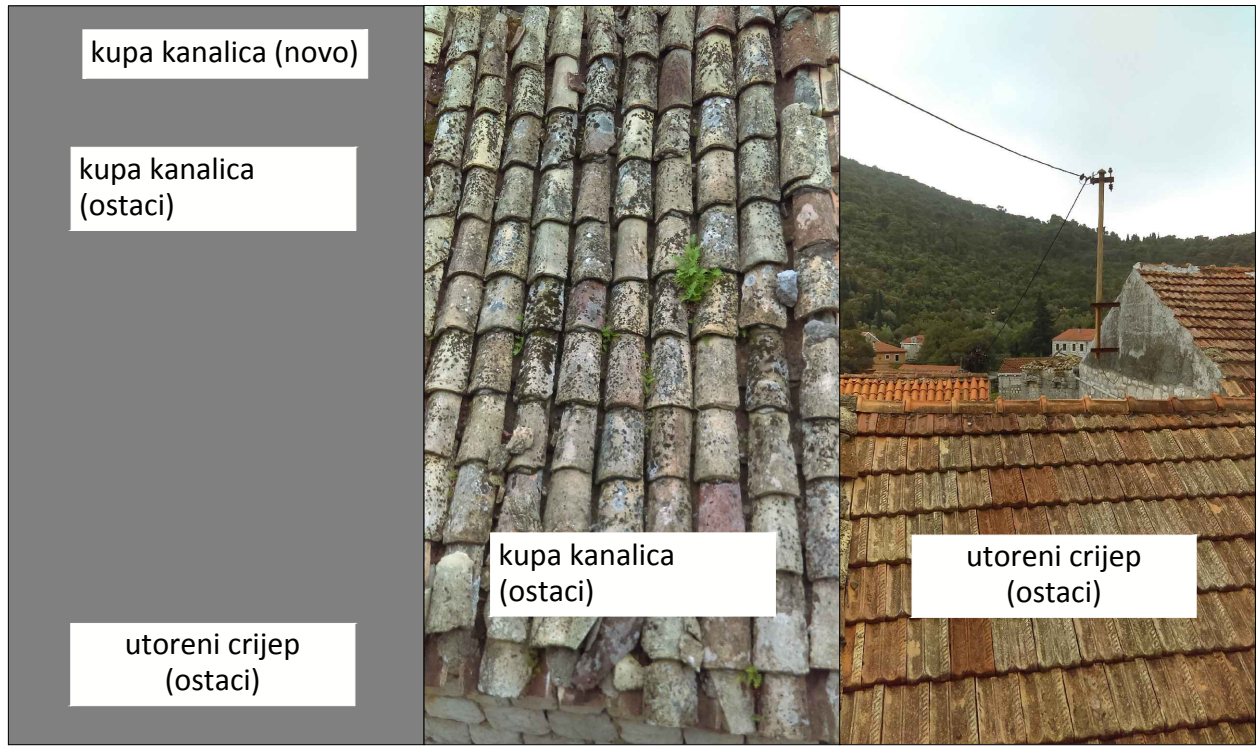 kupa kanalica (novo)
kupa kanalica
(ostaci)
utoreni crijep
(ostaci)
kupa kanalica
(ostaci)
utoreni crijep
(ostaci)